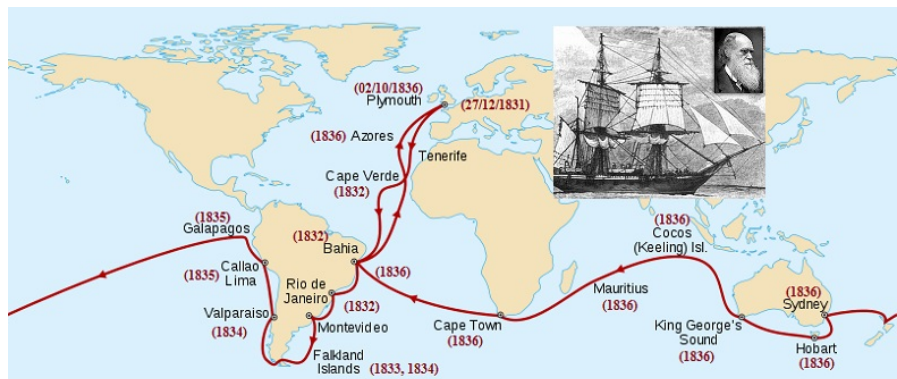 (02/10/1836)
Plymouth
(27/12/1831)
(1836) Azores
Tenerife
Cape Verde
(1832)
(1835)
Galapagos
(1832)
Bahia
(1836)
(1835) Callao
Lima
Rio de
Janeiro
(1832)
Valparaiso
(1834)
Montevideo
Falkland
Islands
(1833, 1834)
Cape Town
(1836)
Mauritius
(1836)
(1836)
Cocos
(Keeling) Isl.
King George's
Sound
(1836)
(1836)
Sydney
Hobart
(1836)